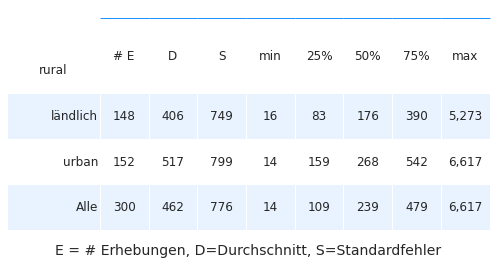 # E D S min 25% 50% 75% max
rural
ländlich 148 406 749 16 83 176 390 5,273
urban 152 517 799 14 159 268 542 6,617
Alle 300 462 776 14 109 239 479 6,617
E = # Erhebungen, D=Durchschnitt, S=Standardfehler